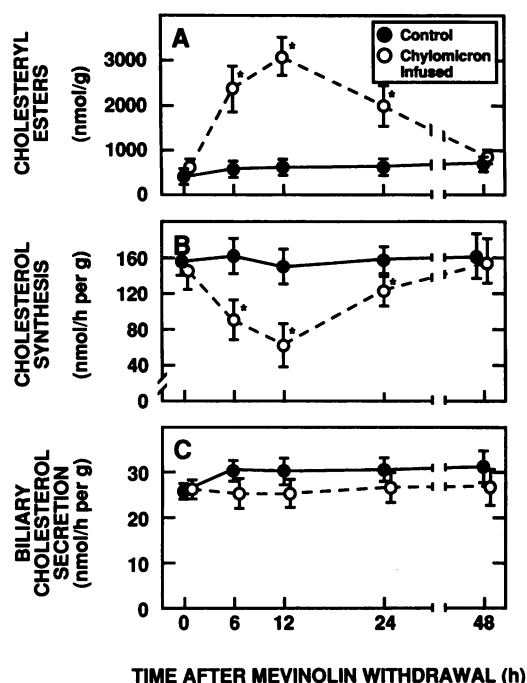 A
Control
Chylomicron
Infused
CHOLESTERYL
ESTERS
(nmol/g)
3000
2000
1000
0
*
*
*
B
CHOLESTEROL
SYNTHESIS
(nmol/h per g)
160
120
80
40
0
*
*
*
C
BILIARY
CHOLESTEROL
SECRETION
(nmol/h per g)
30
20
10
0
0 6 12 24 48
TIME AFTER MEVINOLIN WITHDRAWAL (h)